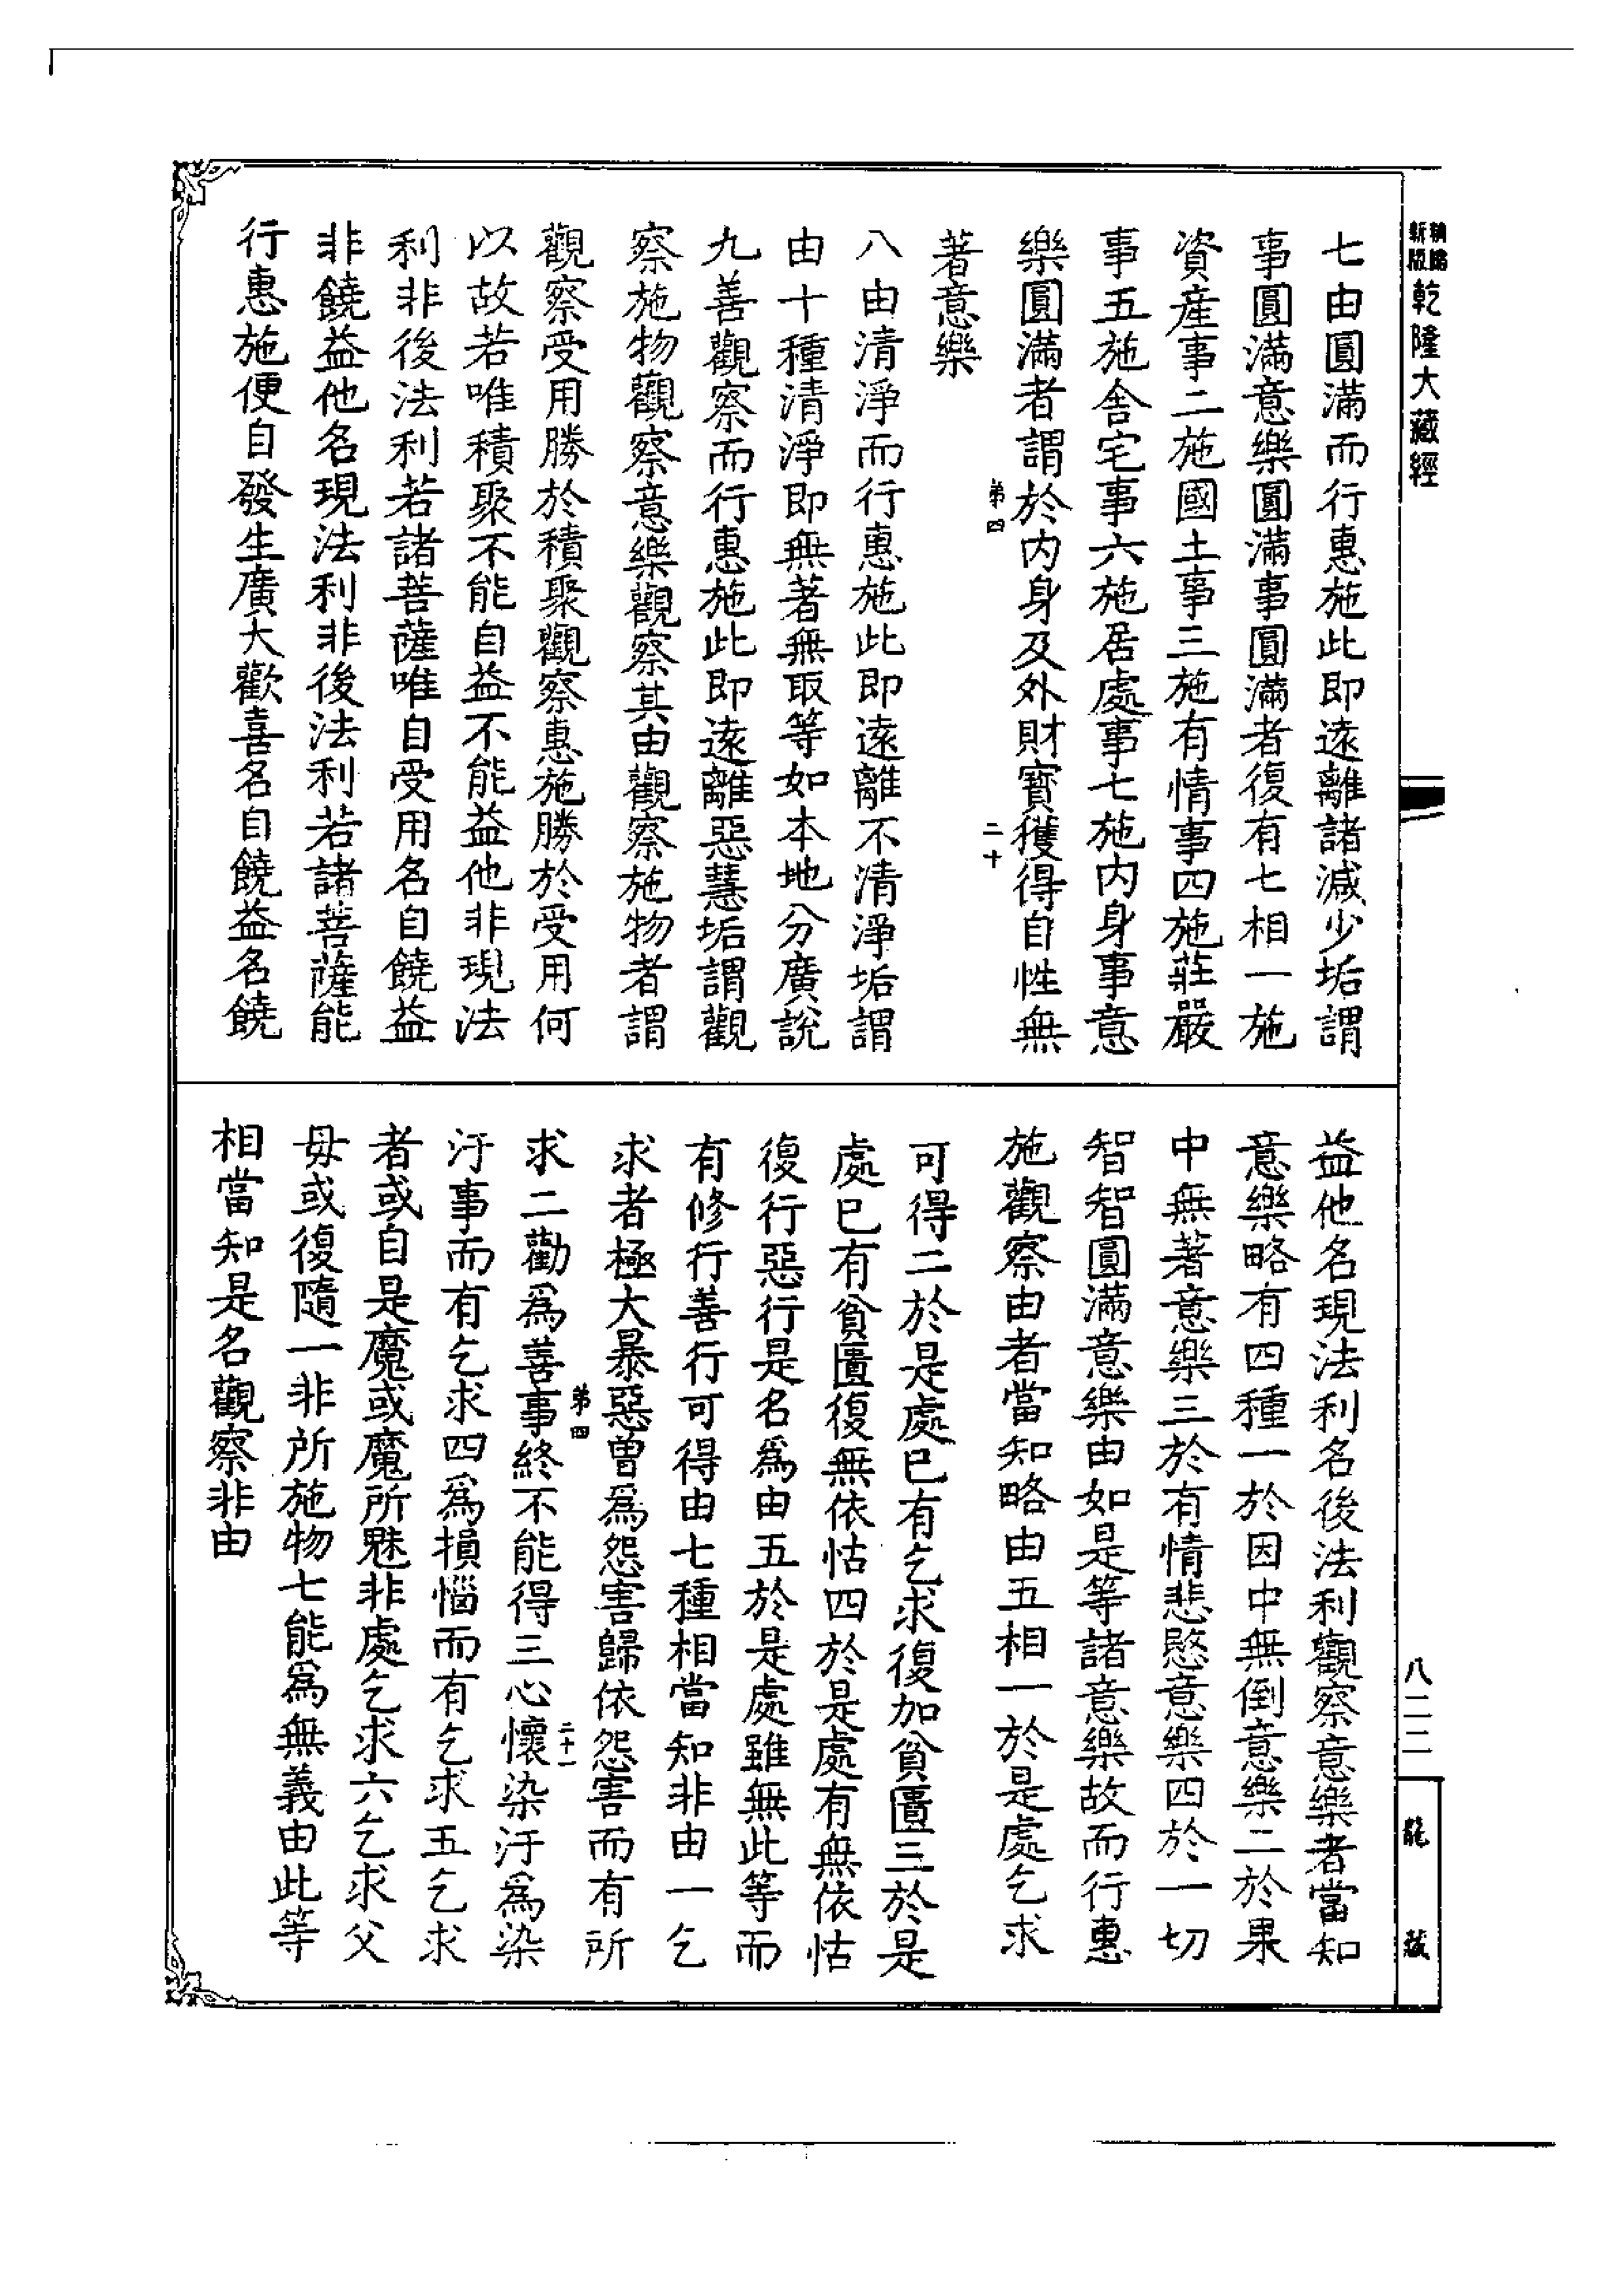 新版
乾隆大藏經
七由圓滿而行惠施此即遠離諸減少垢謂
事圓滿意樂圓滿事圓滿者復有七相一施
資產事二施國土事三施有情事四施莊嚴
事五施舍宅事六施居處事七施內身事意
樂圓滿者謂於內身及外財寶獲得自性無
第四
二十
著意樂
八由清淨而行惠施此即遠離不清淨垢謂
由十種清淨即無著無取等如本地分廣說
九善觀察而行惠施此即遠離惡慧垢謂觀
察施物觀察意樂觀察其由觀察施物者謂
觀察受用勝於積聚觀察惠施勝於受用何
以故若唯積聚不能自益不能益他非現法
利非後法利若諸菩薩唯自受用名自饒益
非饒益他名現法利非後法利若諸菩薩能
行惠施便自發生廣大歡喜名自饒益名饒
益他名現法利名後法利觀察意樂者當知
意樂略有四種一於因中無倒意樂二於果
中無著意樂三於有情悲愍意樂四於一切
智智圓滿意樂由如是等諸意樂故而行惠
施觀察由者當知略由五相一於是處乞求
可得二於是處已有乞求復加貧匱三於是
處已有貧匱復無依怙四於是處有無依怙
復行惡行是名為由五於是處雖無此等而
有修行善行可得由七種相當知非由一乞
求者極大暴惡曾為怨害歸依怨害而有所
第四
二十一
求二勸為善事終不能得三心懷染汙為染
汙事而有乞求四為損惱而有乞求五乞求
者或自是魔或魔所魅非處乞求六乞求父
母或復隨一非所施物七能為無義由此等
相當知是名觀察非由
八二二
龍藏